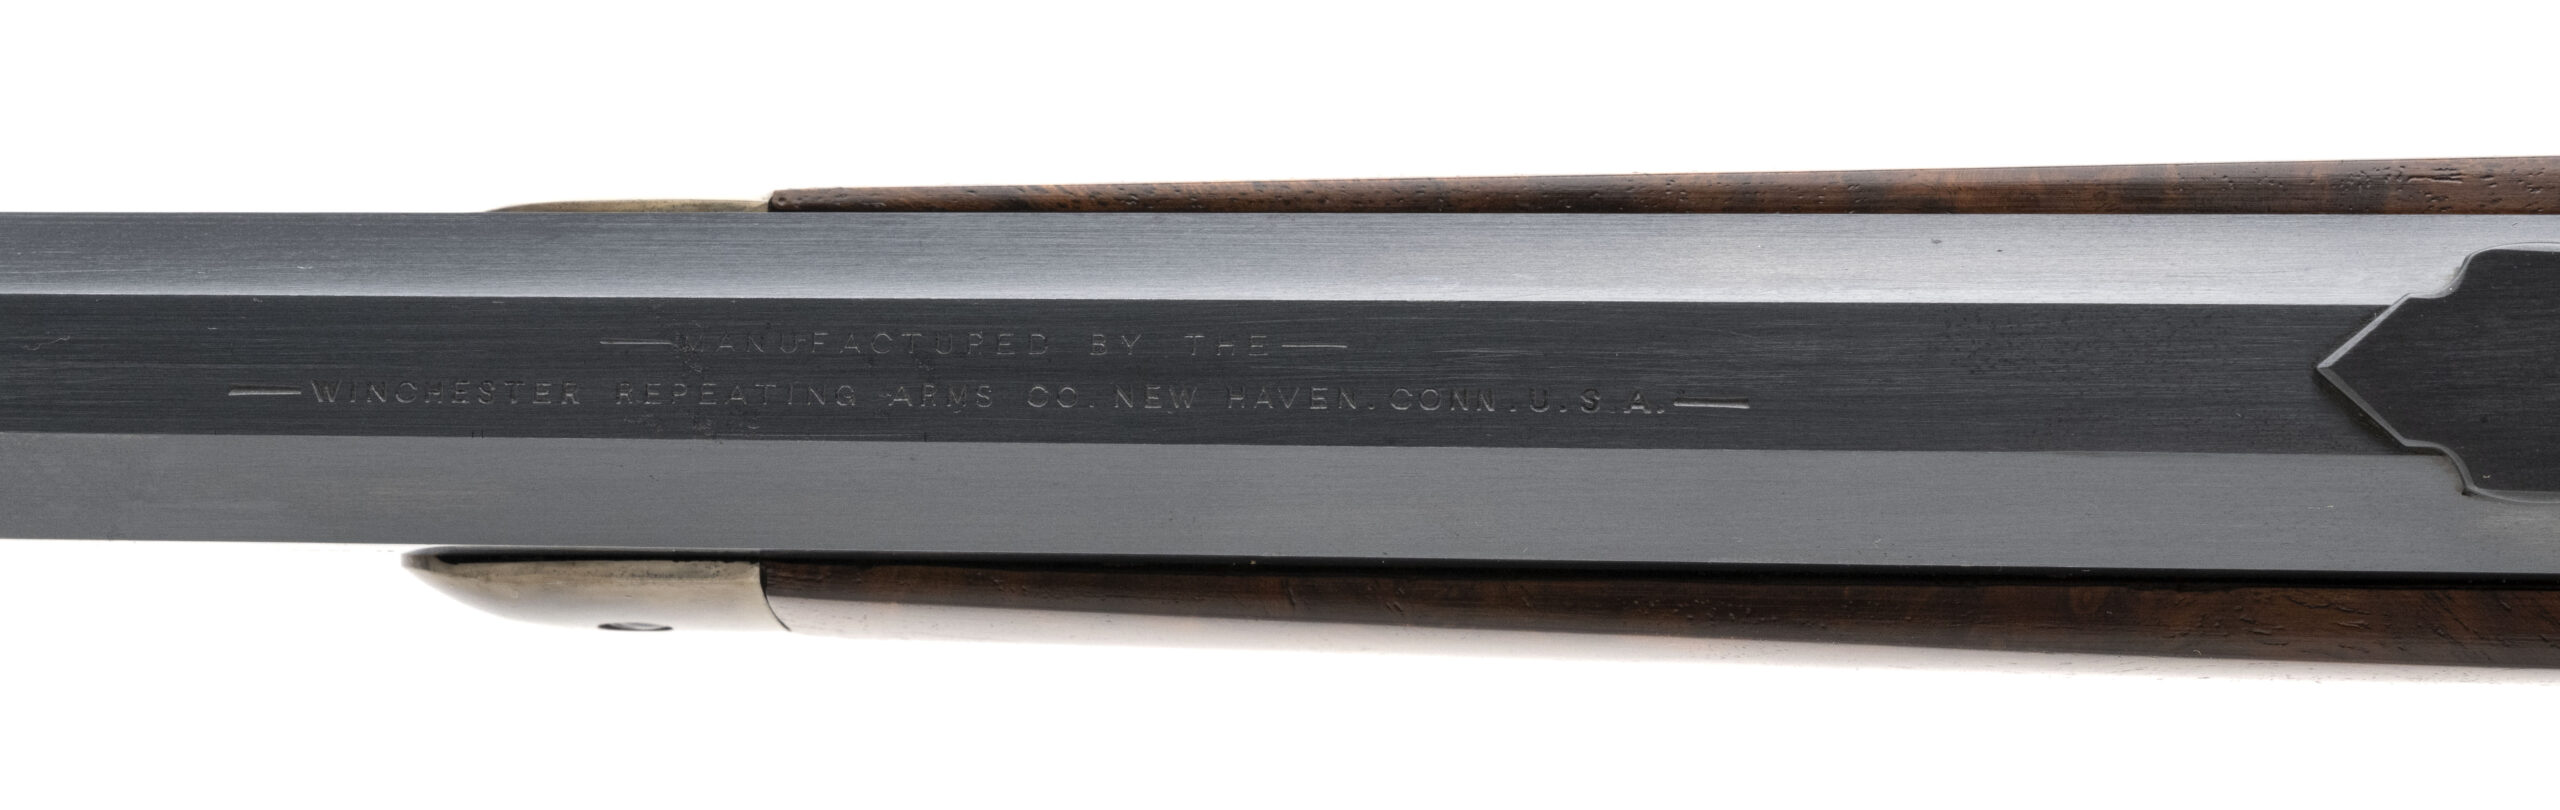 —MANUFACTURED BY THE—
—WINCHESTER REPEATING ARMS CO. NEW HAVEN. CONN. U.S.A.—